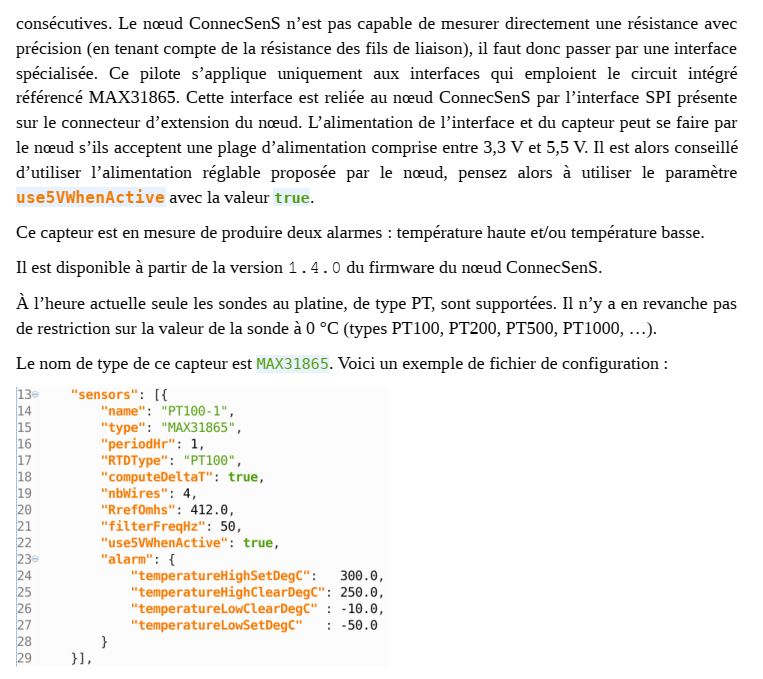 consécutives. Le nœud ConnecSenS n’est pas capable de mesurer directement une résistance avec
précision (en tenant compte de la résistance des fils de liaison), il faut donc passer par une interface
spécialisée. Ce pilote s’applique uniquement aux interfaces qui emploient le circuit intégré
référencé MAX31865. Cette interface est reliée au nœud ConnecSenS par l’interface SPI présente
sur le connecteur d’extension du nœud. L’alimentation de l’interface et du capteur peut se faire par
le nœud s’ils acceptent une plage d’alimentation comprise entre 3,3 V et 5,5 V. Il est alors conseillé
d’utiliser l’alimentation réglable proposée par le nœud, pensez alors à utiliser le paramètre
use5VWhenActive avec la valeur true.
Ce capteur est en mesure de produire deux alarmes : température haute et/ou température basse.
Il est disponible à partir de la version 1.4.0 du firmware du nœud ConnecSenS.
À l’heure actuelle seule les sondes au platine, de type PT, sont supportées. Il n’y a en revanche pas
de restriction sur la valeur de la sonde à 0 °C (types PT100, PT200, PT500, PT1000, …).
Le nom de type de ce capteur est MAX31865. Voici un exemple de fichier de configuration :
13 "sensors": [{
14 "name": "PT100-1",
15 "type": "MAX31865",
16 "periodHr": 1,
17 "RTDType": "PT100",
18 "computeDeltaT": true,
19 "nbWires": 4,
20 "RrefOmhs": 412.0,
21 "filterFreqHz": 50,
22 "use5VWhenActive": true,
23 "alarm": {
24 "temperatureHighSetDegC": 300.0,
25 "temperatureHighClearDegC": 250.0,
26 "temperatureLowClearDegC" : -10.0,
27 "temperatureLowSetDegC" : -50.0
28 }
29 }],